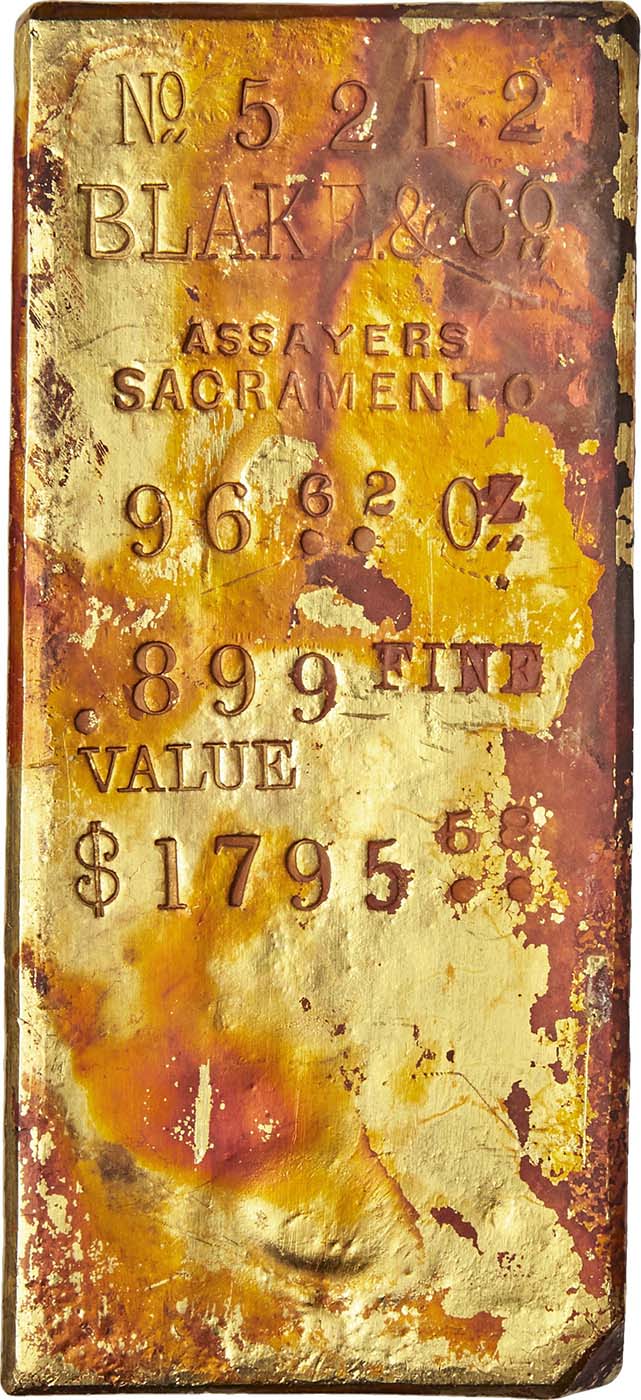 No 5212
BLAKE & Co
ASSAYERS
SACRAMENTO
96.62 Oz
.899 FINE
VALUE
$1795.58